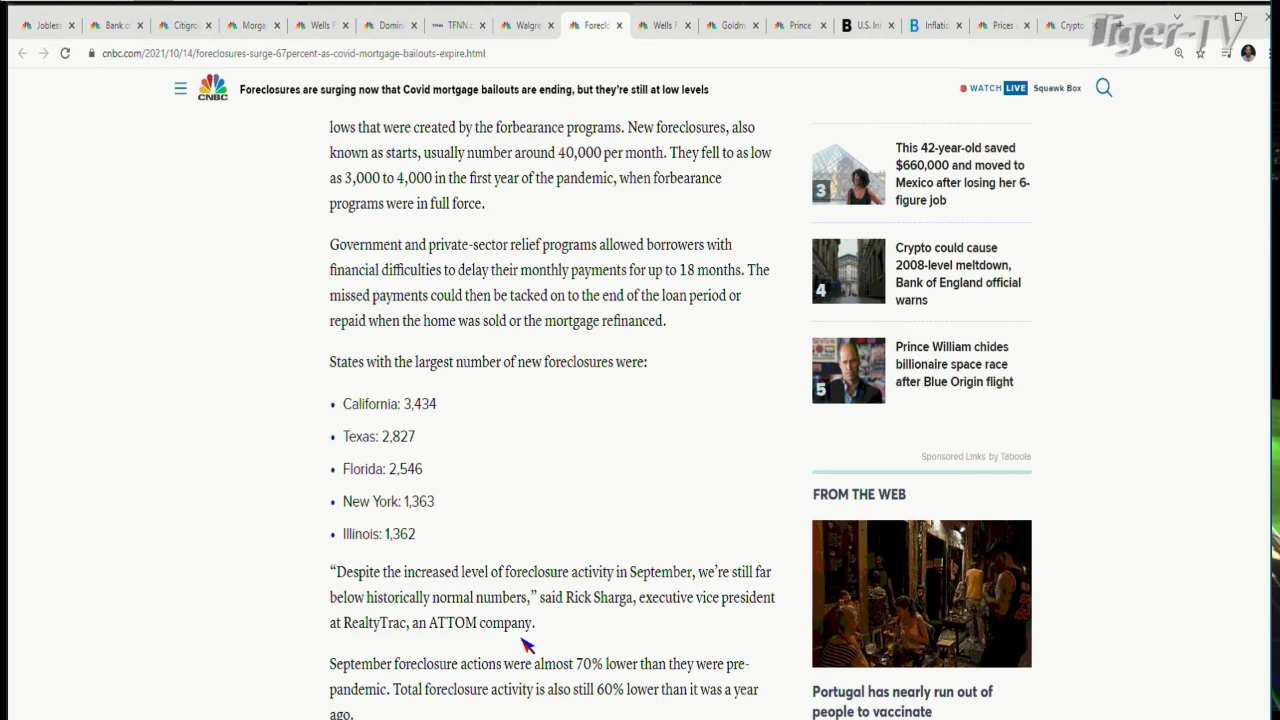 Jobless
Bank of
Citigro
Morga
Wells F
Domin
TFNN.c
Walgre
Foreclo
Wells F
Goldm
Prince
U.S. Ini
Inflatio
Prices
Crypto
Tiger-TV
cnbc.com/2021/10/14/foreclosures-surge-67percent-as-covid-mortgage-bailouts-expire.html
CNBC
Foreclosures are surging now that Covid mortgage bailouts are ending, but they're still at low levels
WATCH LIVE Squawk Box
lows that were created by the forbearance programs. New foreclosures, also
known as starts, usually number around 40,000 per month. They fell to as low
as 3,000 to 4,000 in the first year of the pandemic, when forbearance
programs were in full force.
Government and private-sector relief programs allowed borrowers with
financial difficulties to delay their monthly payments for up to 18 months. The
missed payments could then be tacked on to the end of the loan period or
repaid when the home was sold or the mortgage refinanced.
States with the largest number of new foreclosures were:
• California: 3,434
• Texas: 2,827
• Florida: 2,546
• New York: 1,363
• Illinois: 1,362
“Despite the increased level of foreclosure activity in September, we’re still far
below historically normal numbers,” said Rick Sharga, executive vice president
at RealtyTrac, an ATTOM company.
September foreclosure actions were almost 70% lower than they were pre-
pandemic. Total foreclosure activity is also still 60% lower than it was a year
ago.
3
This 42-year-old saved
$660,000 and moved to
Mexico after losing her 6-
figure job
4
Crypto could cause
2008-level meltdown,
Bank of England official
warns
5
Prince William chides
billionaire space race
after Blue Origin flight
Sponsored Links by Taboola
FROM THE WEB
Portugal has nearly run out of
people to vaccinate